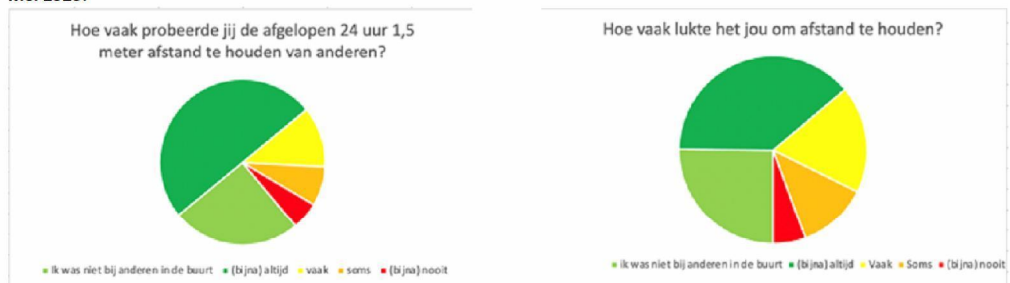 Hoe vaak probeerde jij de afgelopen 24 uur 1,5
meter afstand te houden van anderen?
Ik was niet bij anderen in de buurt (bijna) altijd vaak soms (bijna) nooit
Hoe vaak lukte het jou om afstand te houden?
ik was niet bij anderen in de buurt (bijna) altijd Vaak Soms (bijna) nooit